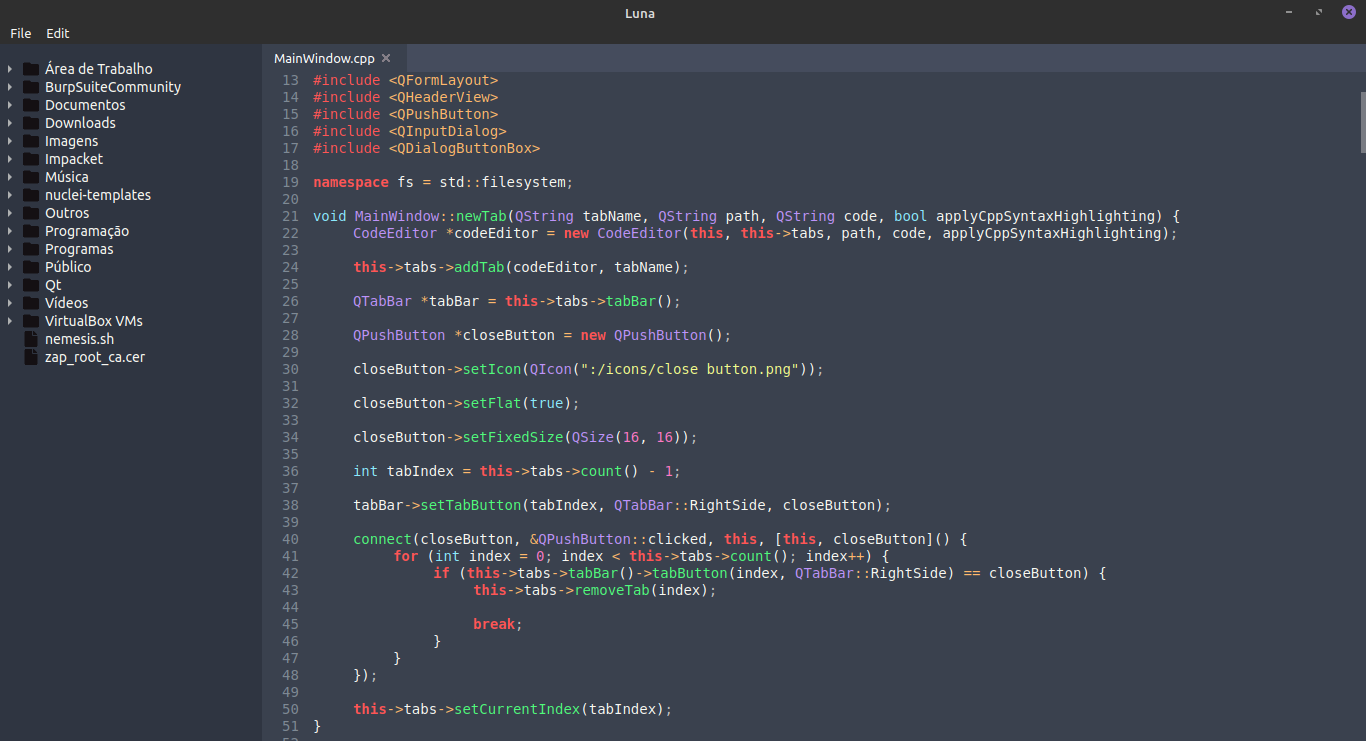 Luna
File Edit
Área de Trabalho
BurpSuiteCommunity
Documentos
Downloads
Imagens
Impacket
Música
nuclei-templates
Outros
Programação
Programas
Público
Qt
Vídeos
VirtualBox VMs
nemesis.sh
zap_root_ca.cer
MainWindow.cpp
13 #include <QFormLayout>
14 #include <QHeaderView>
15 #include <QPushButton>
16 #include <QInputDialog>
17 #include <QDialogButtonBox>
18
19 namespace fs = std::filesystem;
20
21 void MainWindow::newTab(QString tabName, QString path, QString code, bool applyCppSyntaxHighlighting) {
22 CodeEditor *codeEditor = new CodeEditor(this, this->tabs, path, code, applyCppSyntaxHighlighting);
23
24 this->tabs->addTab(codeEditor, tabName);
25
26 QTabBar *tabBar = this->tabs->tabBar();
27
28 QPushButton *closeButton = new QPushButton();
29
30 closeButton->setIcon(QIcon(":/icons/close button.png"));
31
32 closeButton->setFlat(true);
33
34 closeButton->setFixedSize(QSize(16, 16));
35
36 int tabIndex = this->tabs->count() - 1;
37
38 tabBar->setTabButton(tabIndex, QTabBar::RightSide, closeButton);
39
40 connect(closeButton, &QPushButton::clicked, this, [this, closeButton]() {
41 for (int index = 0; index < this->tabs->count(); index++) {
42 if (this->tabs->tabBar()->tabButton(index, QTabBar::RightSide) == closeButton) {
43 this->tabs->removeTab(index);
44
45 break;
46 }
47 }
48 });
49
50 this->tabs->setCurrentIndex(tabIndex);
51 }